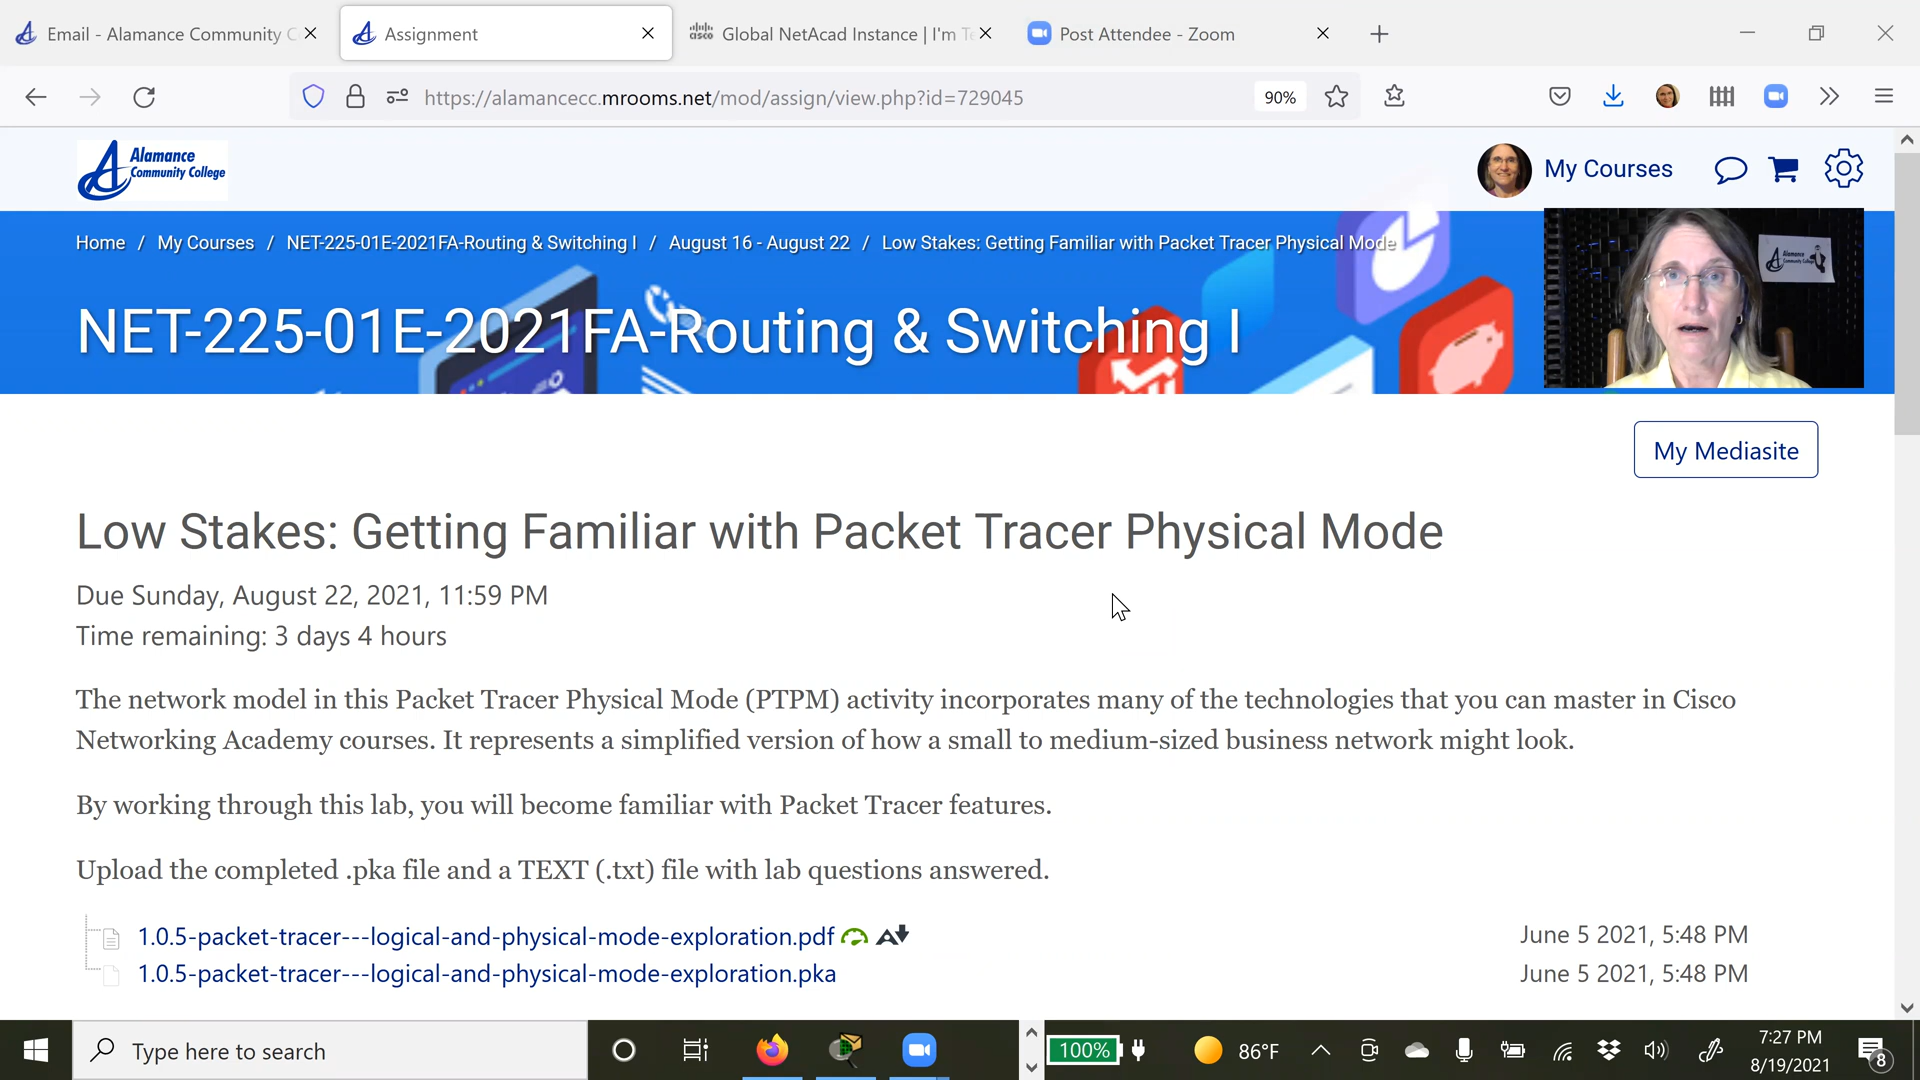 Email - Alamance Community C
Assignment
Global NetAcad Instance | I'm Te
Post Attendee - Zoom
https://alamancecc.mrooms.net/mod/assign/view.php?id=729045
90%
Alamance
Community College
My Courses
Home / My Courses / NET-225-01E-2021FA-Routing & Switching I / August 16 - August 22 / Low Stakes: Getting Familiar with Packet Tracer Physical Mode
Alamance
Community College
NET-225-01E-2021FA-Routing & Switching I
My Mediasite
Low Stakes: Getting Familiar with Packet Tracer Physical Mode
Due Sunday, August 22, 2021, 11:59 PM
Time remaining: 3 days 4 hours
The network model in this Packet Tracer Physical Mode (PTPM) activity incorporates many of the technologies that you can master in Cisco
Networking Academy courses. It represents a simplified version of how a small to medium-sized business network might look.
By working through this lab, you will become familiar with Packet Tracer features.
Upload the completed .pka file and a TEXT (.txt) file with lab questions answered.
1.0.5-packet-tracer---logical-and-physical-mode-exploration.pdf
June 5 2021, 5:48 PM
1.0.5-packet-tracer---logical-and-physical-mode-exploration.pka
June 5 2021, 5:48 PM
Type here to search
100%
86°F
7:27 PM
8/19/2021
8